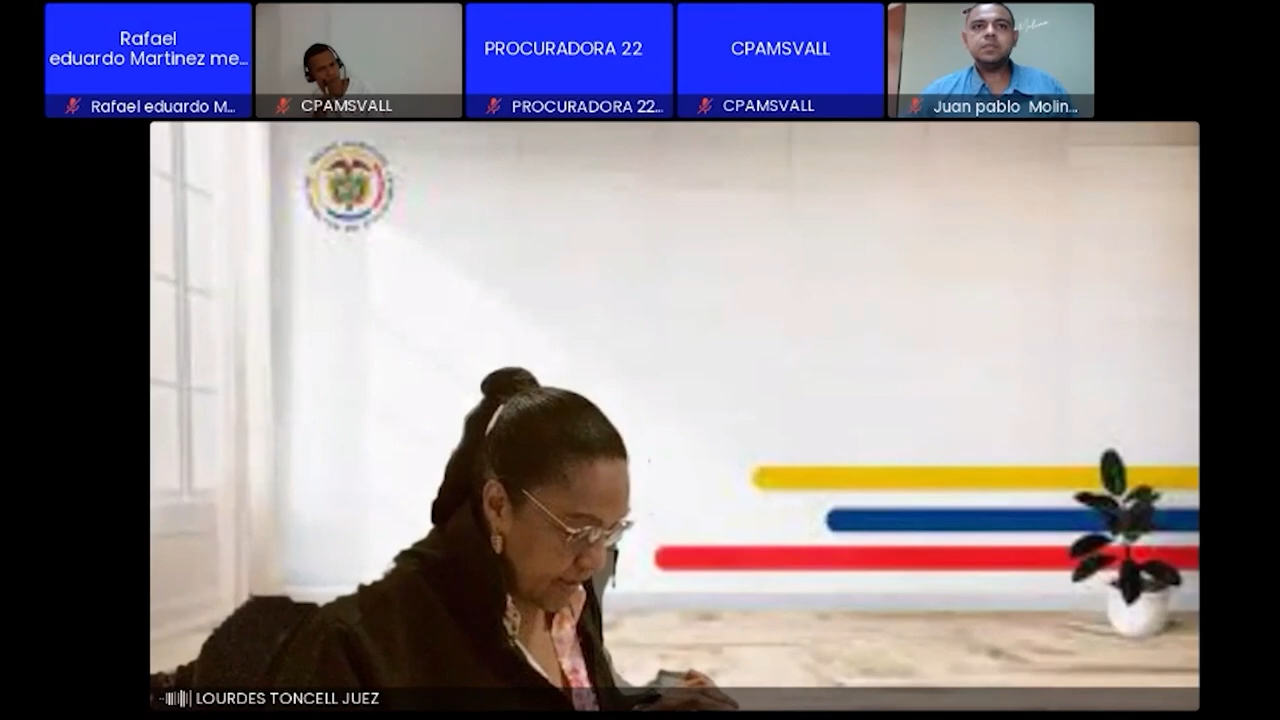 Rafael
eduardo Martinez me...
Rafael eduardo M...
CPAMSVALL
PROCURADORA 22
PROCURADORA 22...
CPAMSVALL
CPAMSVALL
Juan pablo Molin...
LOURDES TONCELL JUEZ